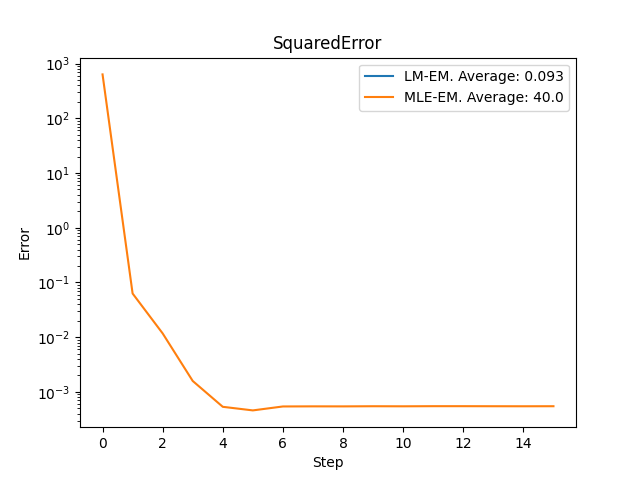 SquaredError
LM-EM. Average: 0.093
MLE-EM. Average: 40.0
10³
10²
10¹
10⁰
10⁻¹
10⁻²
10⁻³
Error
0 2 4 6 8 10 12 14
Step